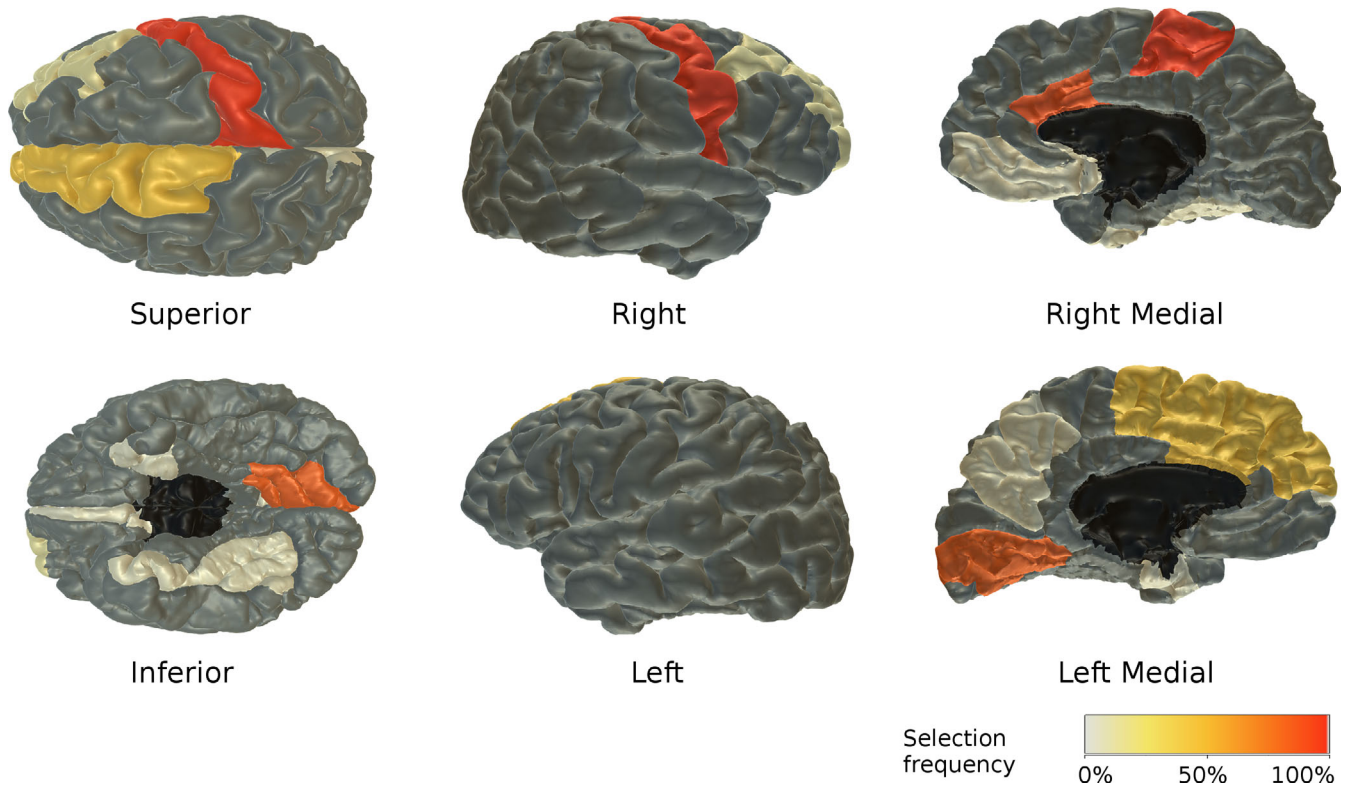 Superior
Right
Right Medial
Inferior
Left
Left Medial
Selection
frequency
0%
50%
100%